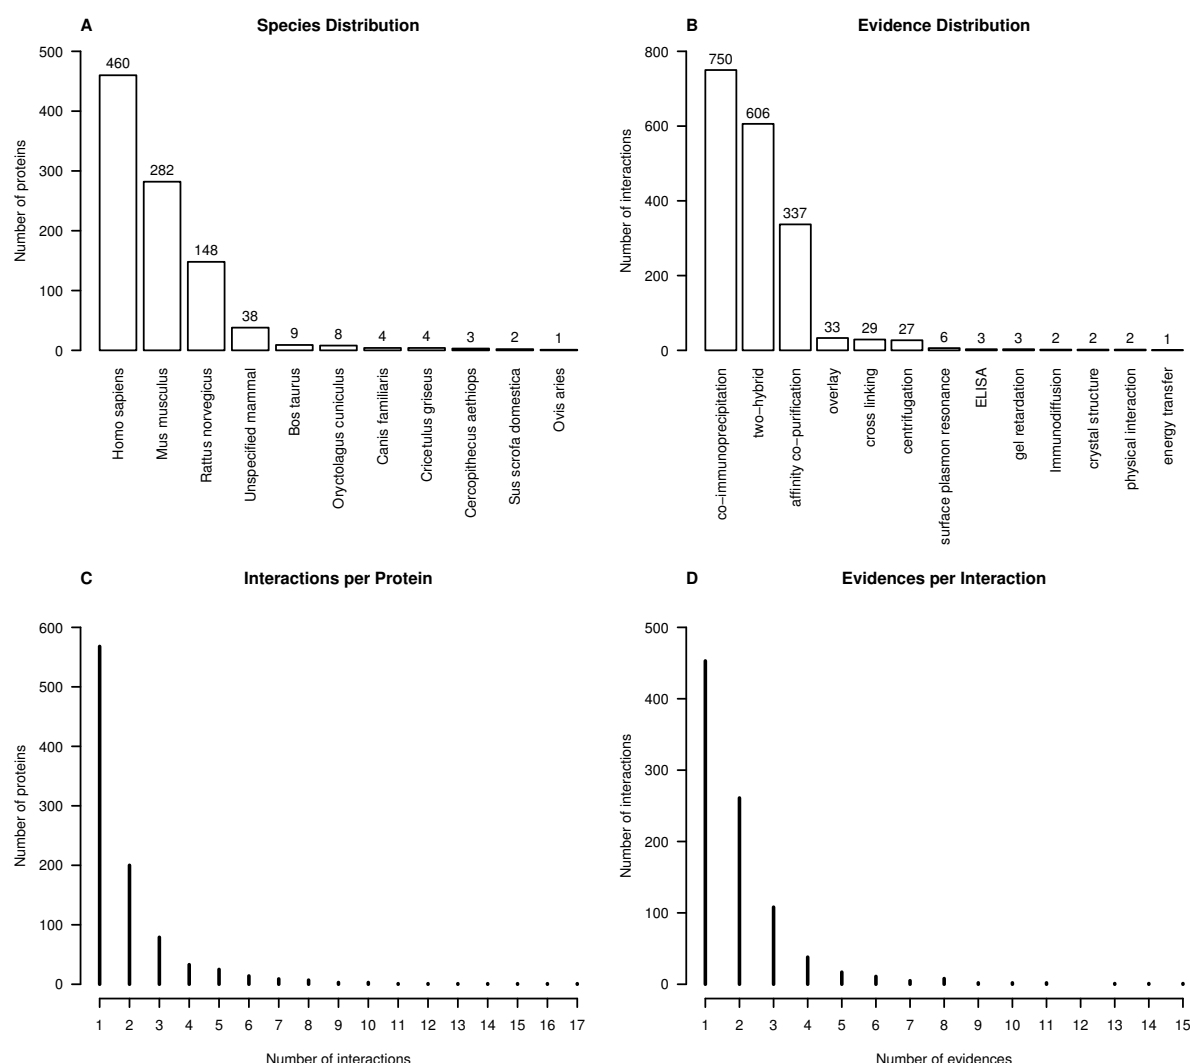 A
Species Distribution
Number of proteins
500
400
300
200
100
0
460
282
148
38
9
8
4
4
3
2
1
Homo sapiens
Mus musculus
Rattus norvegicus
Unspecified mammal
Bos taurus
Oryctolagus cuniculus
Canis familiaris
Cricetulus griseus
Cercopithecus aethiops
Sus scrofa domestica
Ovis aries
B
Evidence Distribution
Number of interactions
800
600
400
200
0
750
606
337
33
29
27
6
3
3
2
2
2
1
co−immunoprecipitation
two−hybrid
affinity co−purification
overlay
cross linking
centrifugation
surface plasmon resonance
ELISA
gel retardation
Immunodiffusion
crystal structure
physical interaction
energy transfer
C
Interactions per Protein
Number of proteins
600
500
400
300
200
100
0
1 2 3 4 5 6 7 8 9 10 11 12 13 14 15 16 17
Number of interactions
D
Evidences per Interaction
Number of interactions
500
400
300
200
100
0
1 2 3 4 5 6 7 8 9 10 11 12 13 14 15
Number of evidences